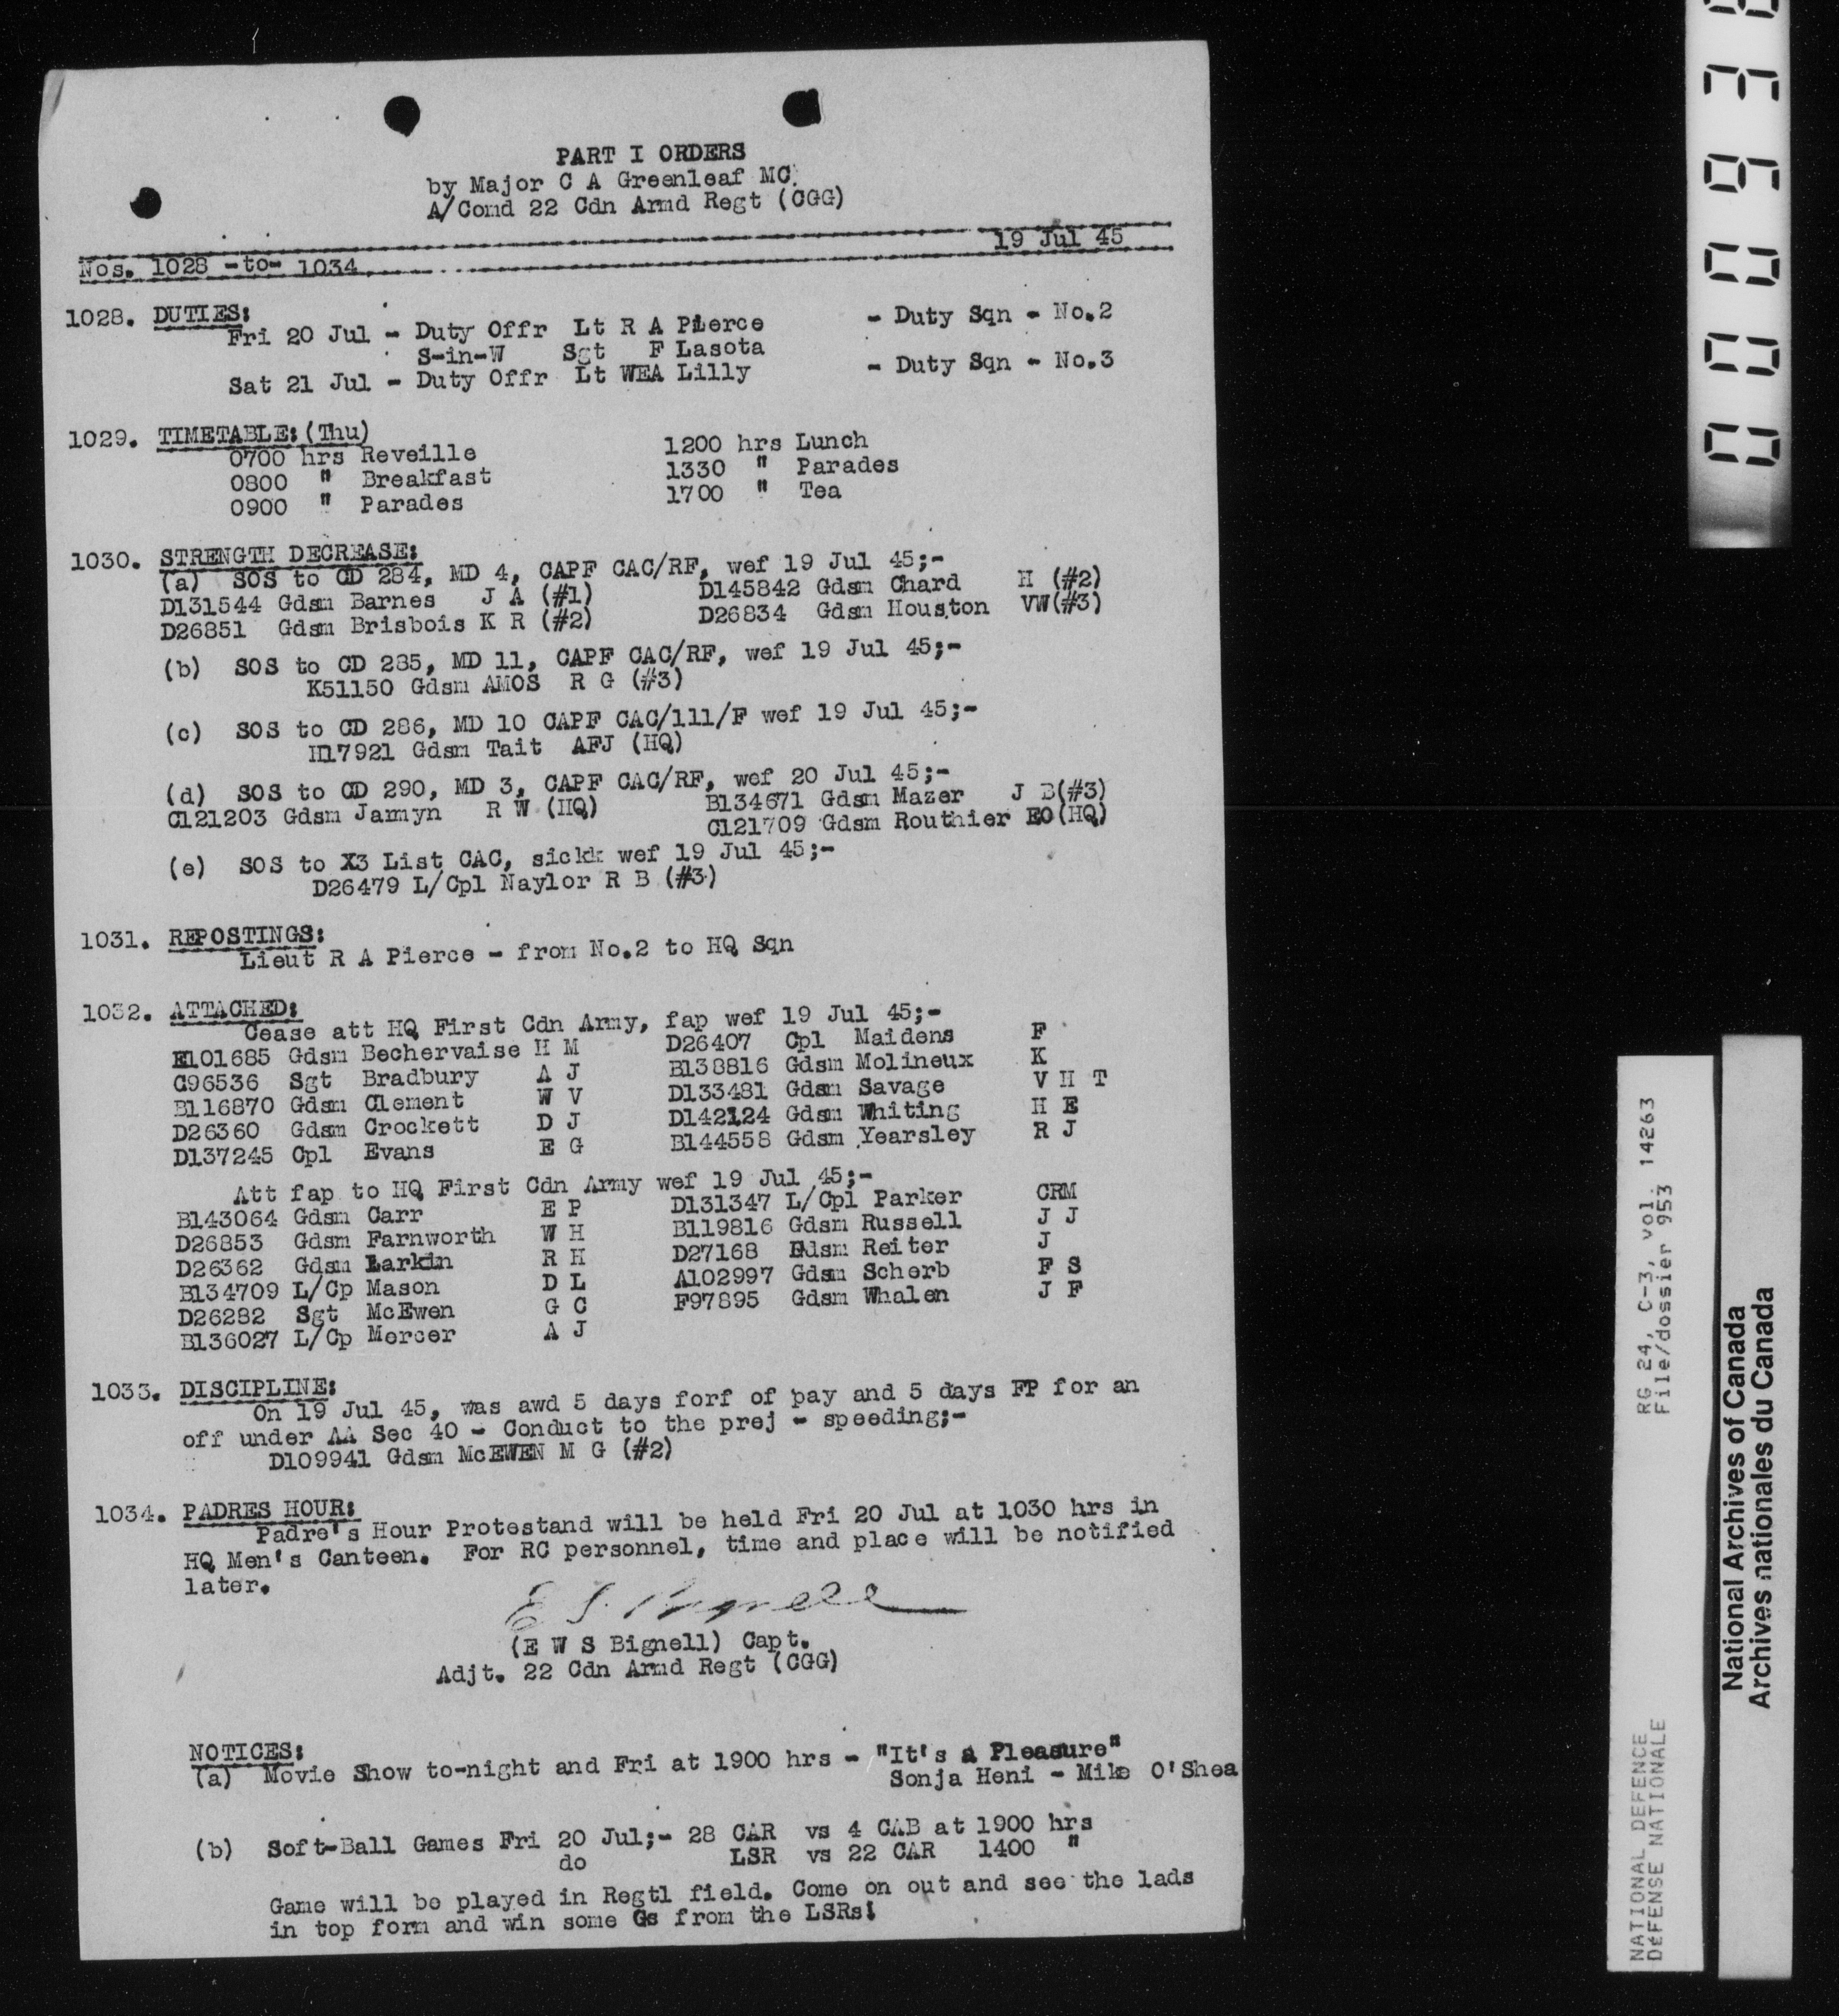 PART I ORDERS
by Major C A Greenleaf MC.
A/Comd 22 Cdn Armd Regt (CGG)
19 Jul 45
Nos. 1028 -to- 1034
1028. DUTIES:
Fri 20 Jul - Duty Offr Lt R A Pierce - Duty Sqn - No.2
S-in-W Sgt F Lasota
Sat 21 Jul - Duty Offr Lt WEA Lilly - Duty Sqn - No.3
1029. TIMETABLE: (Thu)
0700 hrs Reveille 1200 hrs Lunch
0800 " Breakfast 1330 " Parades
0900 " Parades 1700 " Tea
1030. STRENGTH DECREASE:
(a) SOS to CD 284, MD 4, CAPF CAC/RF, wef 19 Jul 45;-
D131544 Gdsm Barnes J A (#1) D145842 Gdsm Chard H (#2)
D26851 Gdsm Brisbois K R (#2) D26834 Gdsm Houston VW(#3)
(b) SOS to CD 285, MD 11, CAPF CAC/RF, wef 19 Jul 45;-
K51150 Gdsm AMOS R G (#3)
(c) SOS to CD 286, MD 10 CAPF CAC/111/F wef 19 Jul 45;-
H17921 Gdsm Tait AFJ (HQ)
(d) SOS to CD 290, MD 3, CAPF CAC/RF, wef 20 Jul 45;-
C121203 Gdsm Jamyn R W (HQ) B134671 Gdsm Mazer J B(#3)
C121709 Gdsm Routhier EO(HQ)
(e) SOS to X3 List CAC, sickk wef 19 Jul 45;-
D26479 L/Cpl Naylor R B (#3)
1031. REPOSTINGS:
Lieut R A Pierce - from No.2 to HQ Sqn
1032. ATTACHED:
Cease att HQ First Cdn Army, fap wef 19 Jul 45;-
E101685 Gdsm Bechervaise H M D26407 Cpl Maidens F
C96536 Sgt Bradbury A J B138816 Gdsm Molineux K
B116870 Gdsm Clement W V D133481 Gdsm Savage V H T
D26360 Gdsm Crockett D J D142124 Gdsm Whiting H E
D137245 Cpl Evans E G B144558 Gdsm Yearsley R J
Att fap to HQ First Cdn Army wef 19 Jul 45;-
B143064 Gdsm Carr E P D131347 L/Cpl Parker CRM
D26853 Gdsm Farnworth W H B119816 Gdsm Russell J J
D26362 Gdsm Larkin R H D27168 Gdsm Reiter J
B134709 L/Cp Mason D L A102997 Gdsm Scherb F S
D26282 Sgt McEwen G C F97895 Gdsm Whalen J F
B136027 L/Cp Mercer A J
1033. DISCIPLINE:
On 19 Jul 45, was awd 5 days forf of pay and 5 days FP for an
off under AA Sec 40 - Conduct to the prej - speeding;-
D109941 Gdsm McEWEN M G (#2)
1034. PADRES HOUR:
Padre's Hour Protestand will be held Fri 20 Jul at 1030 hrs in
HQ Men's Canteen. For RC personnel, time and place will be notified
later.
(E W S Bignell) Capt.
Adjt. 22 Cdn Armd Regt (CGG)
NOTICES:
(a) Movie Show to-night and Fri at 1900 hrs - "It's a Pleasure"
Sonja Heni - Mike O'Shea
(b) Soft-Ball Games Fri 20 Jul;- 28 CAR vs 4 CAB at 1900 hrs
do LSR vs 22 CAR 1400 "
Game will be played in Regtl field. Come on out and see the lads
in top form and win some Gs from the LSRs!
RG 24, C-3, vol. 14263
File/dossier 953
NATIONAL DEFENCE
DÉFENSE NATIONALE
National Archives of Canada
Archives nationales du Canada